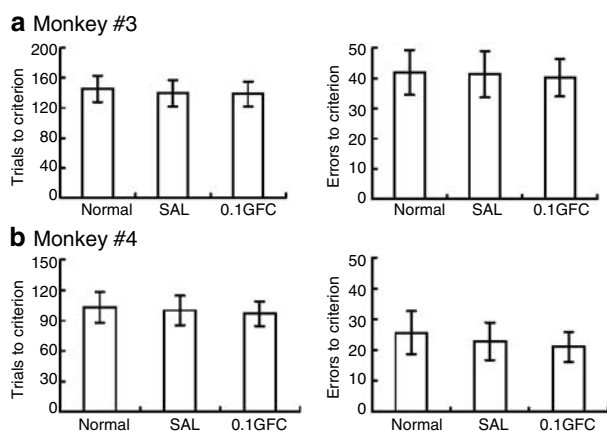 a Monkey #3
Trials to criterion
200
160
120
80
40
0
Normal SAL 0.1GFC
Errors to criterion
50
40
30
20
10
0
Normal SAL 0.1GFC
b Monkey #4
Trials to criterion
150
120
90
60
30
0
Normal SAL 0.1GFC
Errors to criterion
50
40
30
20
10
0
Normal SAL 0.1GFC